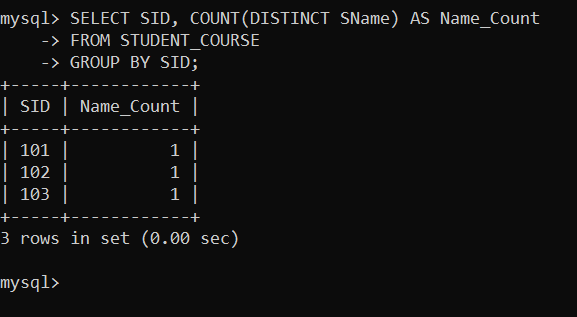 mysql> SELECT SID, COUNT(DISTINCT SName) AS Name_Count
    -> FROM STUDENT_COURSE
    -> GROUP BY SID;
+-----+------------+
| SID | Name_Count |
+-----+------------+
| 101 |          1 |
| 102 |          1 |
| 103 |          1 |
+-----+------------+
3 rows in set (0.00 sec)
mysql>